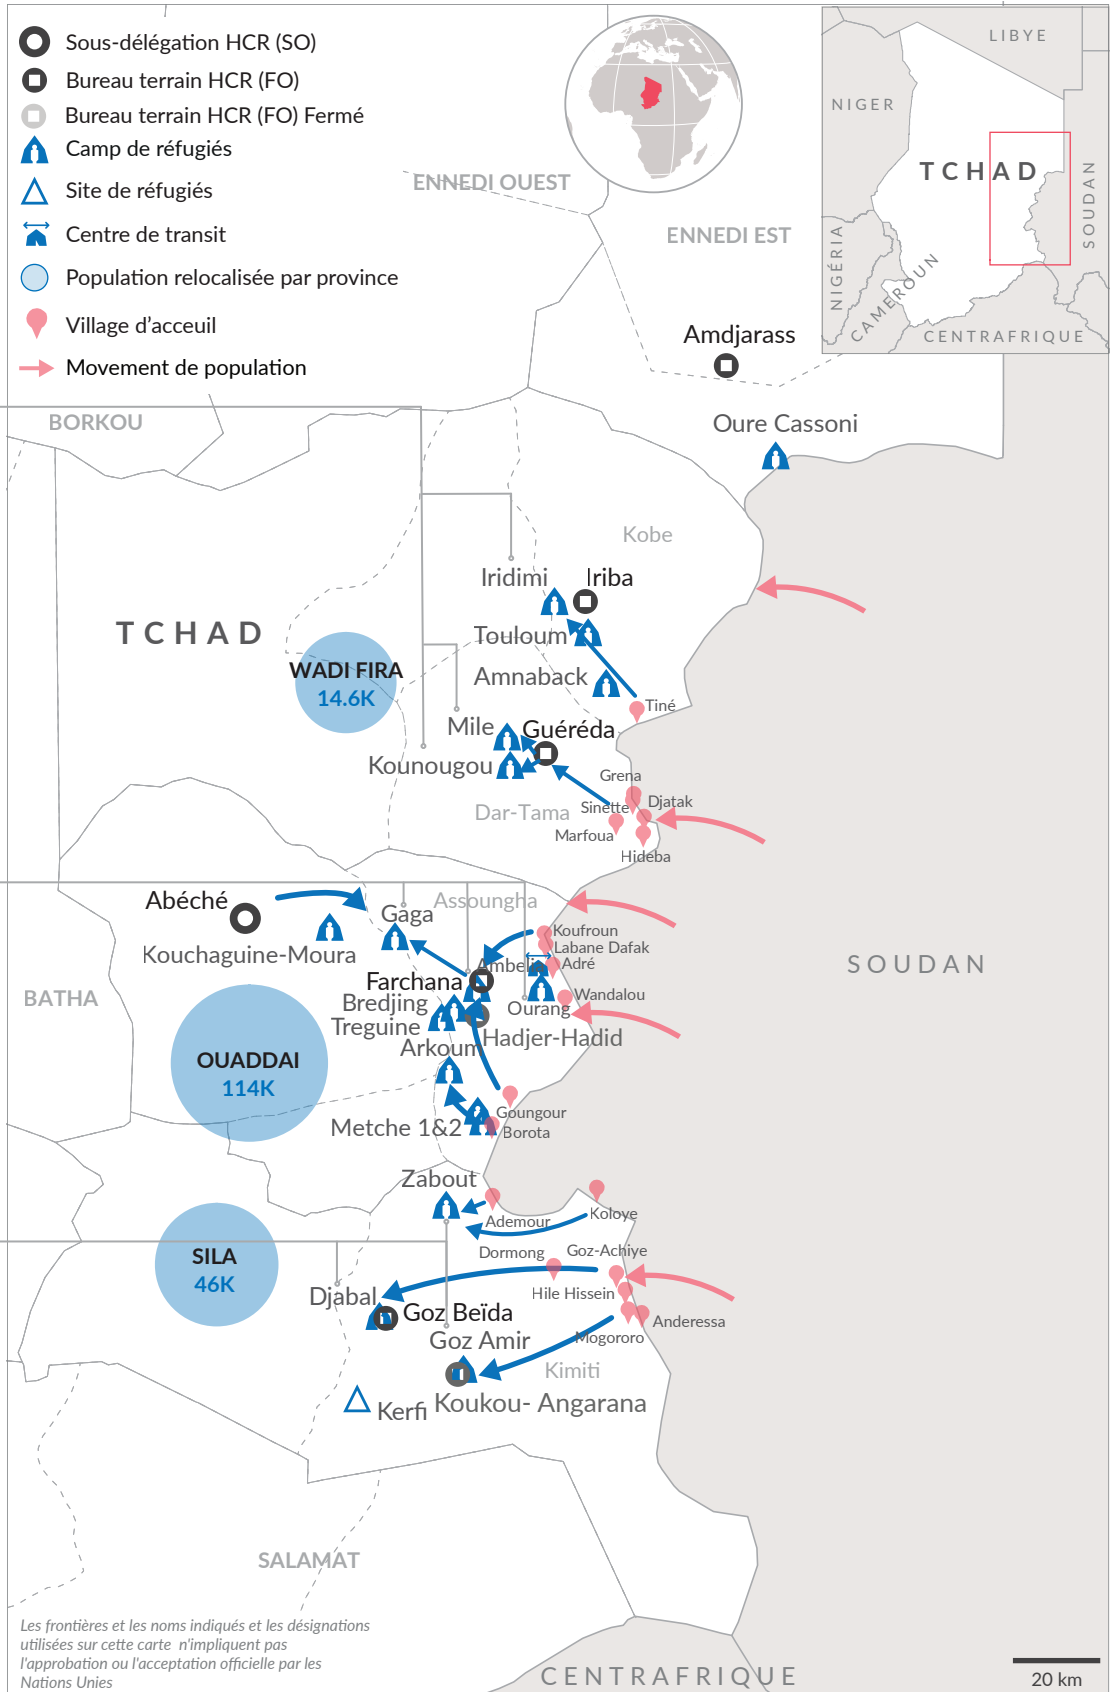 Sous-délégation HCR (SO)
Bureau terrain HCR (FO)
Bureau terrain HCR (FO) Fermé
Camp de réfugiés
Site de réfugiés
Centre de transit
Population relocalisée par province
Village d'acceuil
Movement de population
LIBYE
NIGER
TCHAD
SOUDAN
NIGÉRIA
CAMEROUN
CENTRAFRIQUE
ENNEDI OUEST
ENNEDI EST
Amdjarass
BORKOU
Oure Cassoni
Kobe
Iridimi
Iriba
TCHAD
Touloum
WADI FIRA
14.6K
Amnaback
Tiné
Mile
Guéréda
Kounougou
Grena
Sinette
Djatak
Dar-Tama
Marfoua
Hideba
Abéché
Assoungha
Gaga
Koufroun
Labane Dafak
Kouchaguine-Moura
Ambelia
Adré
SOUDAN
Farchana
BATHA
Bredjing
Wandalou
Ourang
Treguine
Hadjer-Hadid
Arkoum
OUADDAI
114K
Goungour
Metche 1&2
Borota
Zabout
Ademour
Koloye
Dormong
Goz-Achiye
SILA
46K
Djabal
Hile Hissein
Goz Beïda
Anderessa
Mogororo
Goz Amir
Kimiti
Kerfi
Koukou- Angarana
SALAMAT
Les frontières et les noms indiqués et les désignations
utilisées sur cette carte n'impliquent pas
l'approbation ou l'acceptation officielle par les
Nations Unies
CENTRAFRIQUE
20 km